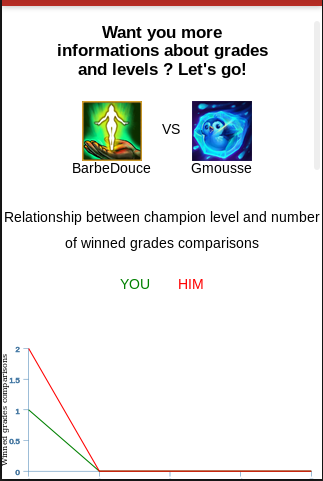 Want you more
informations about grades
and levels ? Let's go!
VS
BarbeDouce
Gmousse
Relationship between champion level and number
of winned grades comparisons
YOU
HIM
Winned grades comparisons
2
1.5
1
0.5
0